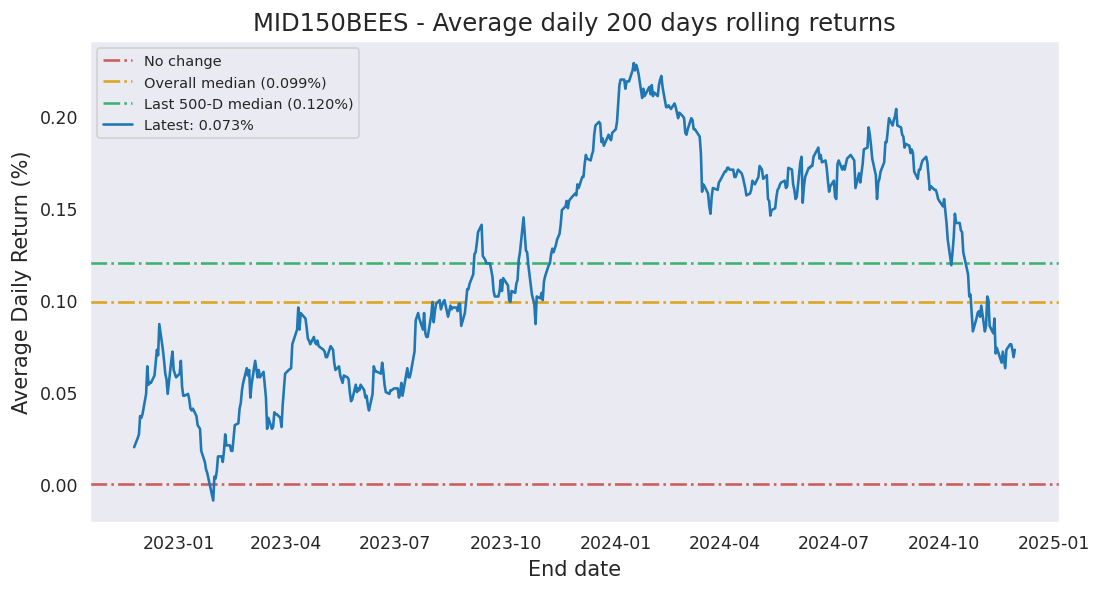 MID150BEES - Average daily 200 days rolling returns
No change
Overall median (0.099%)
Last 500-D median (0.120%)
Latest: 0.073%
Average Daily Return (%)
0.20
0.15
0.10
0.05
0.00
2023-01 2023-04 2023-07 2023-10 2024-01 2024-04 2024-07 2024-10 2025-01
End date